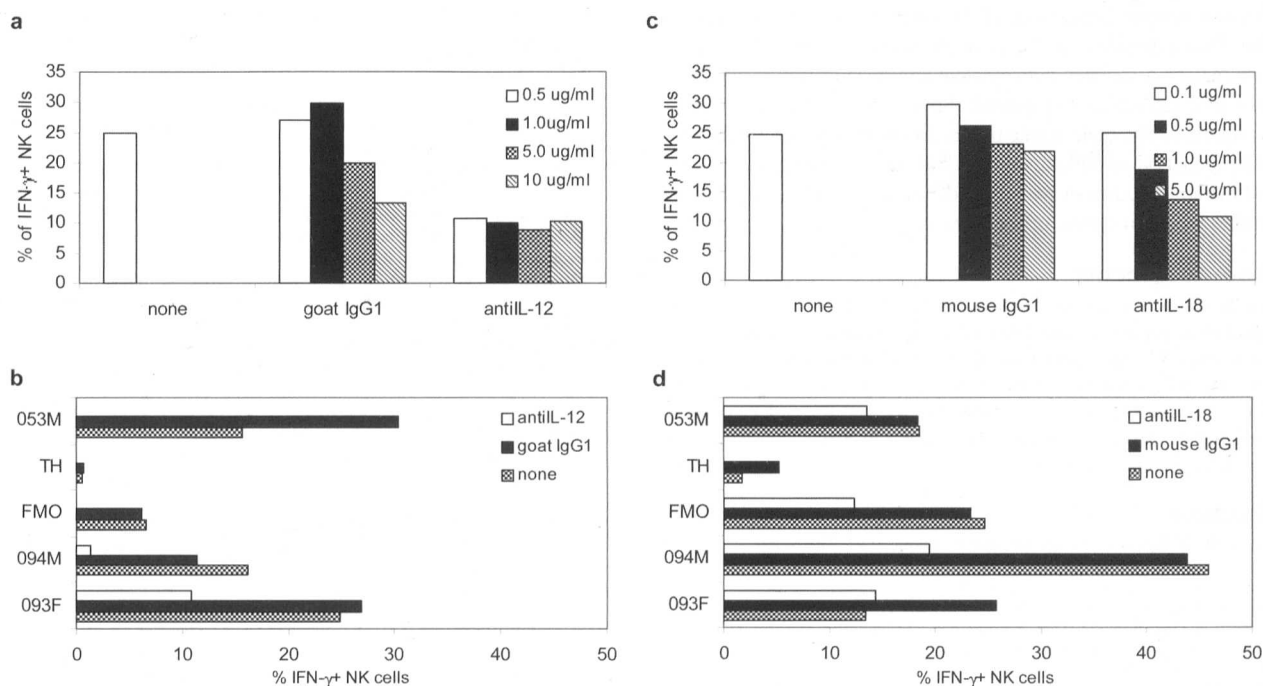 a
% of IFN-γ+ NK cells
35
30
25
20
15
10
5
0
0.5 ug/ml
1.0ug/ml
5.0 ug/ml
10 ug/ml
none goat IgG1 antiIL-12
c
% of IFN-γ+ NK cells
35
30
25
20
15
10
5
0
0.1 ug/ml
0.5 ug/ml
1.0 ug/ml
5.0 ug/ml
none mouse IgG1 antiIL-18
b
053M
TH
FMO
094M
093F
antiIL-12
goat IgG1
none
0 10 20 30 40 50
% IFN-γ+ NK cells
d
053M
TH
FMO
094M
093F
antiIL-18
mouse IgG1
none
0 10 20 30 40 50
% IFN-γ+ NK cells